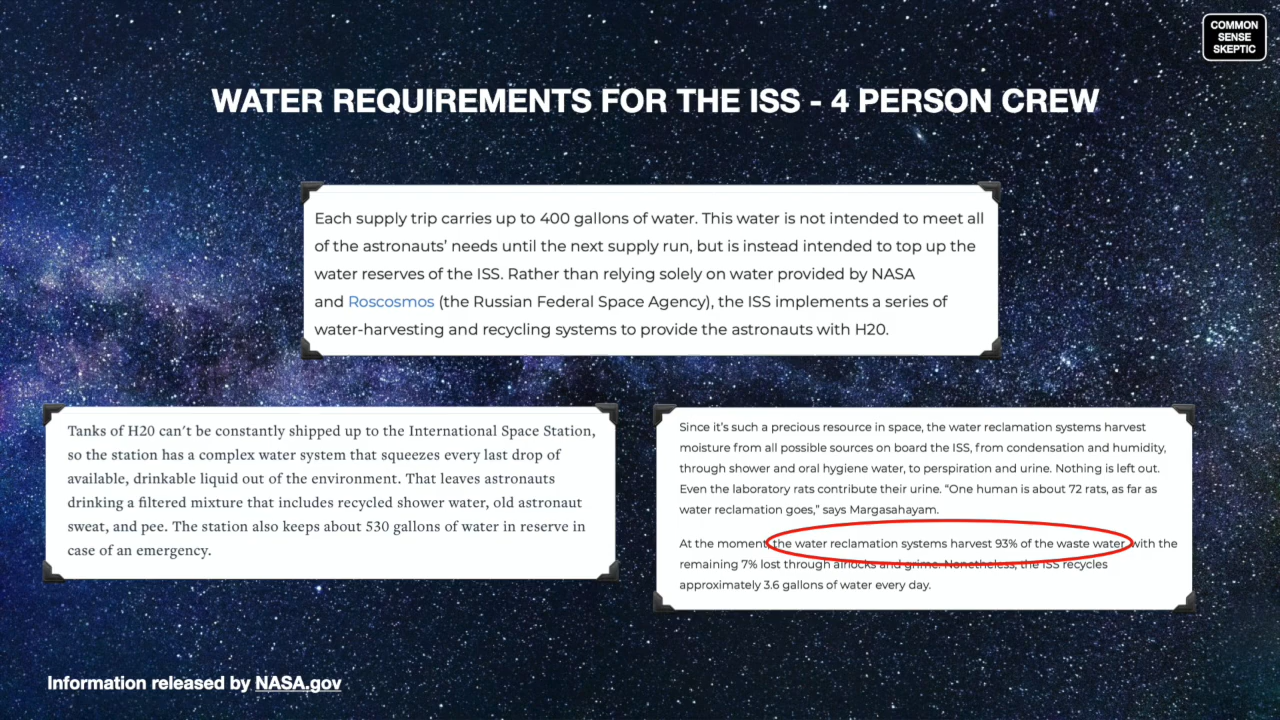 COMMON
SENSE
SKEPTIC
WATER REQUIREMENTS FOR THE ISS - 4 PERSON CREW
Each supply trip carries up to 400 gallons of water. This water is not intended to meet all
of the astronauts’ needs until the next supply run, but is instead intended to top up the
water reserves of the ISS. Rather than relying solely on water provided by NASA
and Roscosmos (the Russian Federal Space Agency), the ISS implements a series of
water-harvesting and recycling systems to provide the astronauts with H20.
Tanks of H20 can't be constantly shipped up to the International Space Station,
so the station has a complex water system that squeezes every last drop of
available, drinkable liquid out of the environment. That leaves astronauts
drinking a filtered mixture that includes recycled shower water, old astronaut
sweat, and pee. The station also keeps about 530 gallons of water in reserve in
case of an emergency.
Since it’s such a precious resource in space, the water reclamation systems harvest
moisture from all possible sources on board the ISS, from condensation and humidity,
through shower and oral hygiene water, to perspiration and urine. Nothing is left out.
Even the laboratory rats contribute their urine. “One human is about 72 rats, as far as
water reclamation goes,” says Margasahayam.
At the moment, the water reclamation systems harvest 93% of the waste water, with the
remaining 7% lost through airlocks and grime. Nonetheless, the ISS recycles
approximately 3.6 gallons of water every day.
Information released by NASA.gov